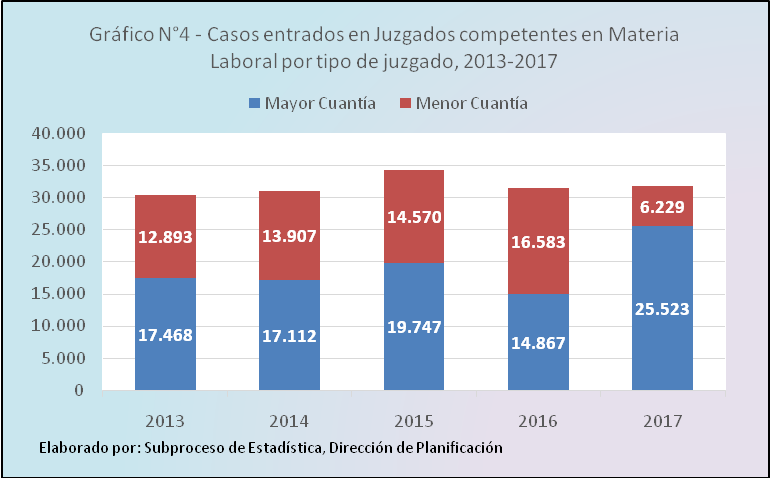 Gráfico N°4 - Casos entrados en Juzgados competentes en Materia
Laboral por tipo de juzgado, 2013-2017
Mayor Cuantía Menor Cuantía
40.000
35.000
30.000
25.000
20.000
15.000
10.000
5.000
0
12.893 13.907 14.570 16.583 6.229
17.468 17.112 19.747 14.867 25.523
2013 2014 2015 2016 2017
Elaborado por: Subproceso de Estadística, Dirección de Planificación